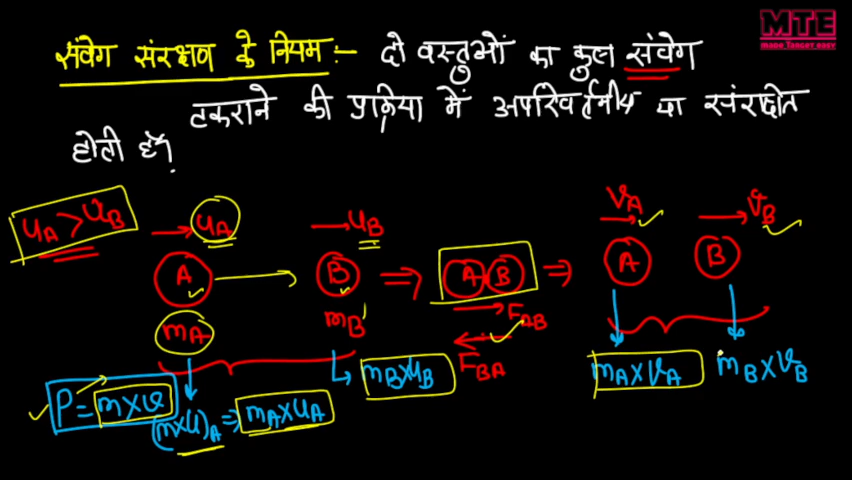 MTE
made Target easy
संवेग संरक्षण के नियम :- दो वस्तुओं का कुल संवेग
टकराने की प्रक्रिया में अपरिवर्तनीय या संरक्षित
होती हैं।
uA > uB
uA uB vA vB
A B ⇒ A B ⇒ A B
mA mB FAB
FBA
P = m×v
(m×u)A ⇒ mA×uA
mB×uB
mA×vA mB×vB